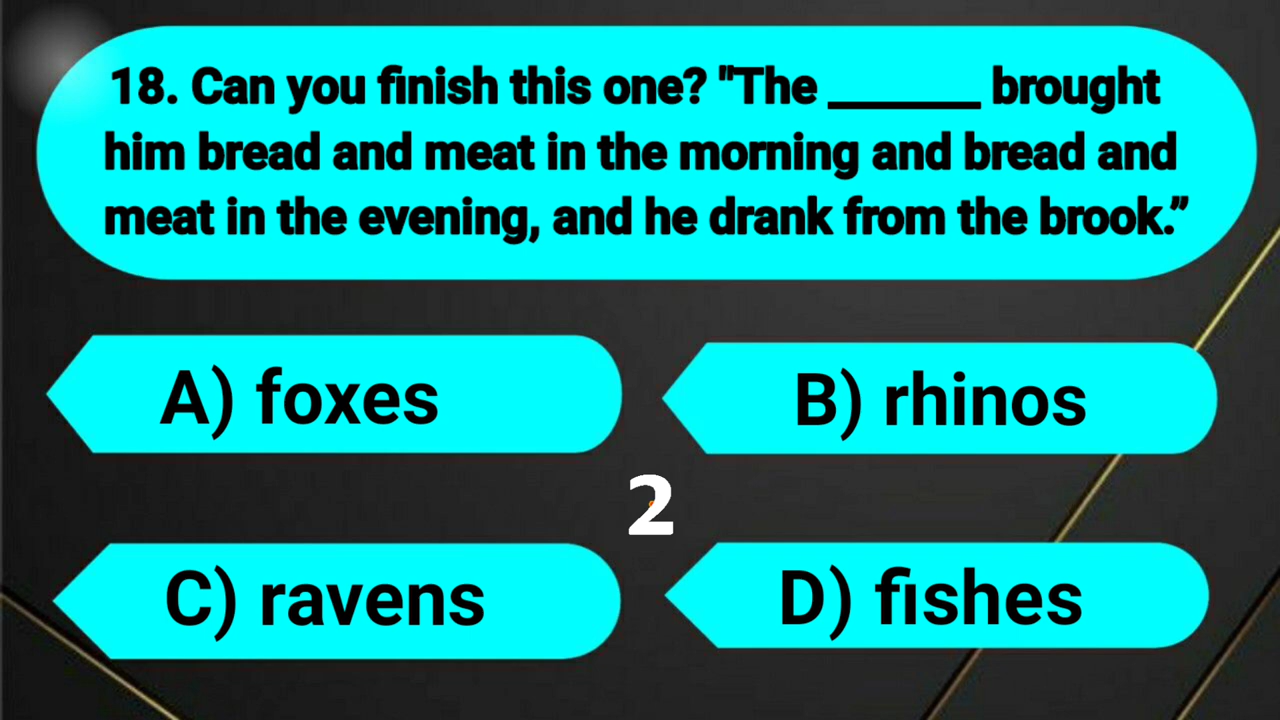 18. Can you finish this one? "The _______ brought
him bread and meat in the morning and bread and
meat in the evening, and he drank from the brook.”
A) foxes
B) rhinos
2
C) ravens
D) fishes